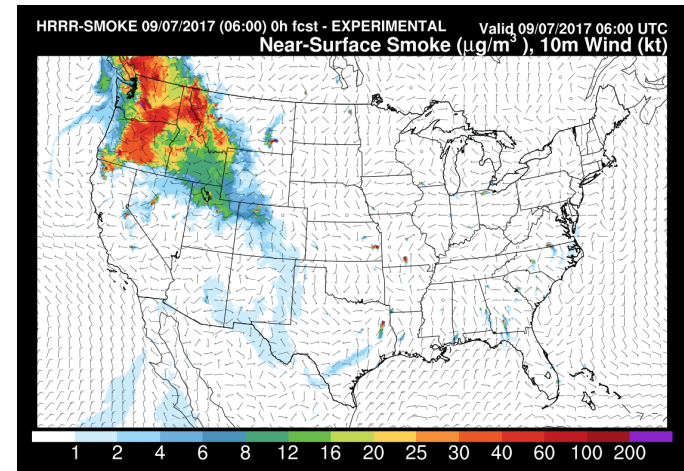 HRRR-SMOKE 09/07/2017 (06:00) 0h fcst - EXPERIMENTAL Valid 09/07/2017 06:00 UTC
Near-Surface Smoke (μg/m³), 10m Wind (kt)
1 2 4 6 8 12 16 20 25 30 40 60 100 200